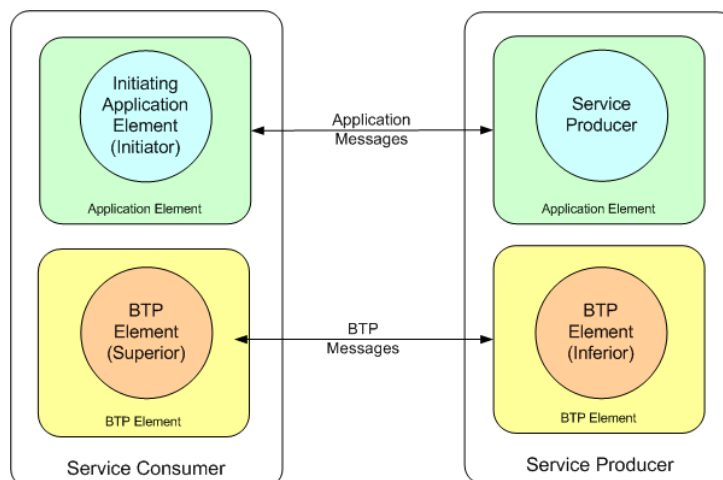 Initiating
Application
Element
(Initiator)
Application Element
Application
Messages
Service
Producer
Application Element
BTP
Element
(Superior)
BTP Element
BTP
Messages
BTP
Element
(Inferior)
BTP Element
Service Consumer
Service Producer